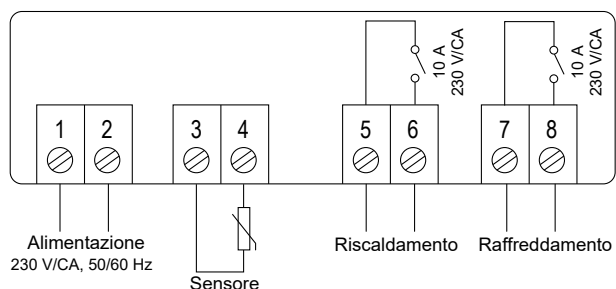 10 A
230 V/CA
10 A
230 V/CA
1 2 3 4 5 6 7 8
Alimentazione
230 V/CA, 50/60 Hz
Sensore
Riscaldamento
Raffreddamento